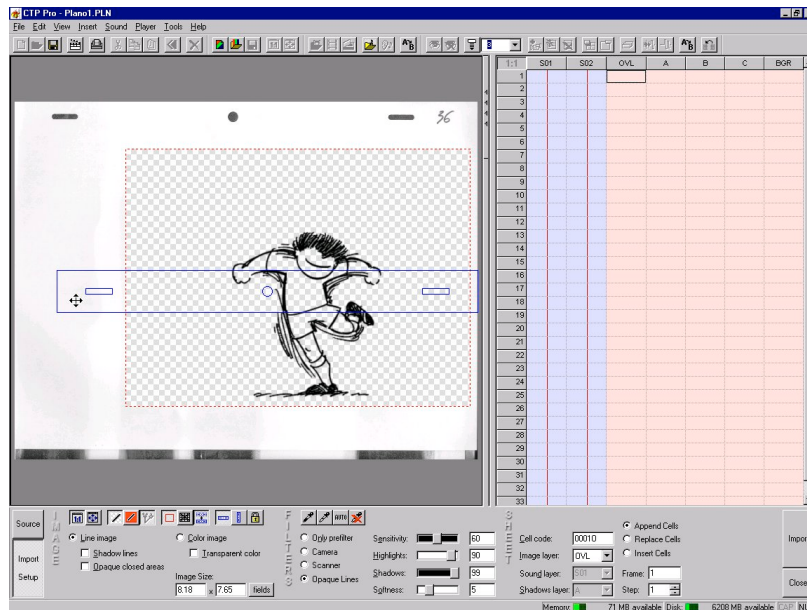 CTP Pro - Plano1.PLN
File Edit View Insert Sound Player Tools Help
3
1:1 S01 S02 OVL A B C BGR
1
2
3
4
5
6
7
8
9
10
11
12
13
14
15
16
17
18
19
20
21
22
23
24
25
26
27
28
29
30
31
32
33
36
Source
Import
Setup
IMAGE
Line image
Shadow lines
Opaque closed areas
Color image
Transparent color
Image Size:
8.18 x 7.65 fields
FILTERS
AUTO
Only prefilter
Camera
Scanner
Opaque Lines
Sensitivity: 60
Highlights: 90
Shadows: 99
Softness: 5
SHEET
Cell code: 00010
Image layer: OVL
Sound layer: S01
Shadows layer: A
Append Cells
Replace Cells
Insert Cells
Frame: 1
Step: 1
Impor
Close
Memory: 71 MB available Disk: 6208 MB available CAP